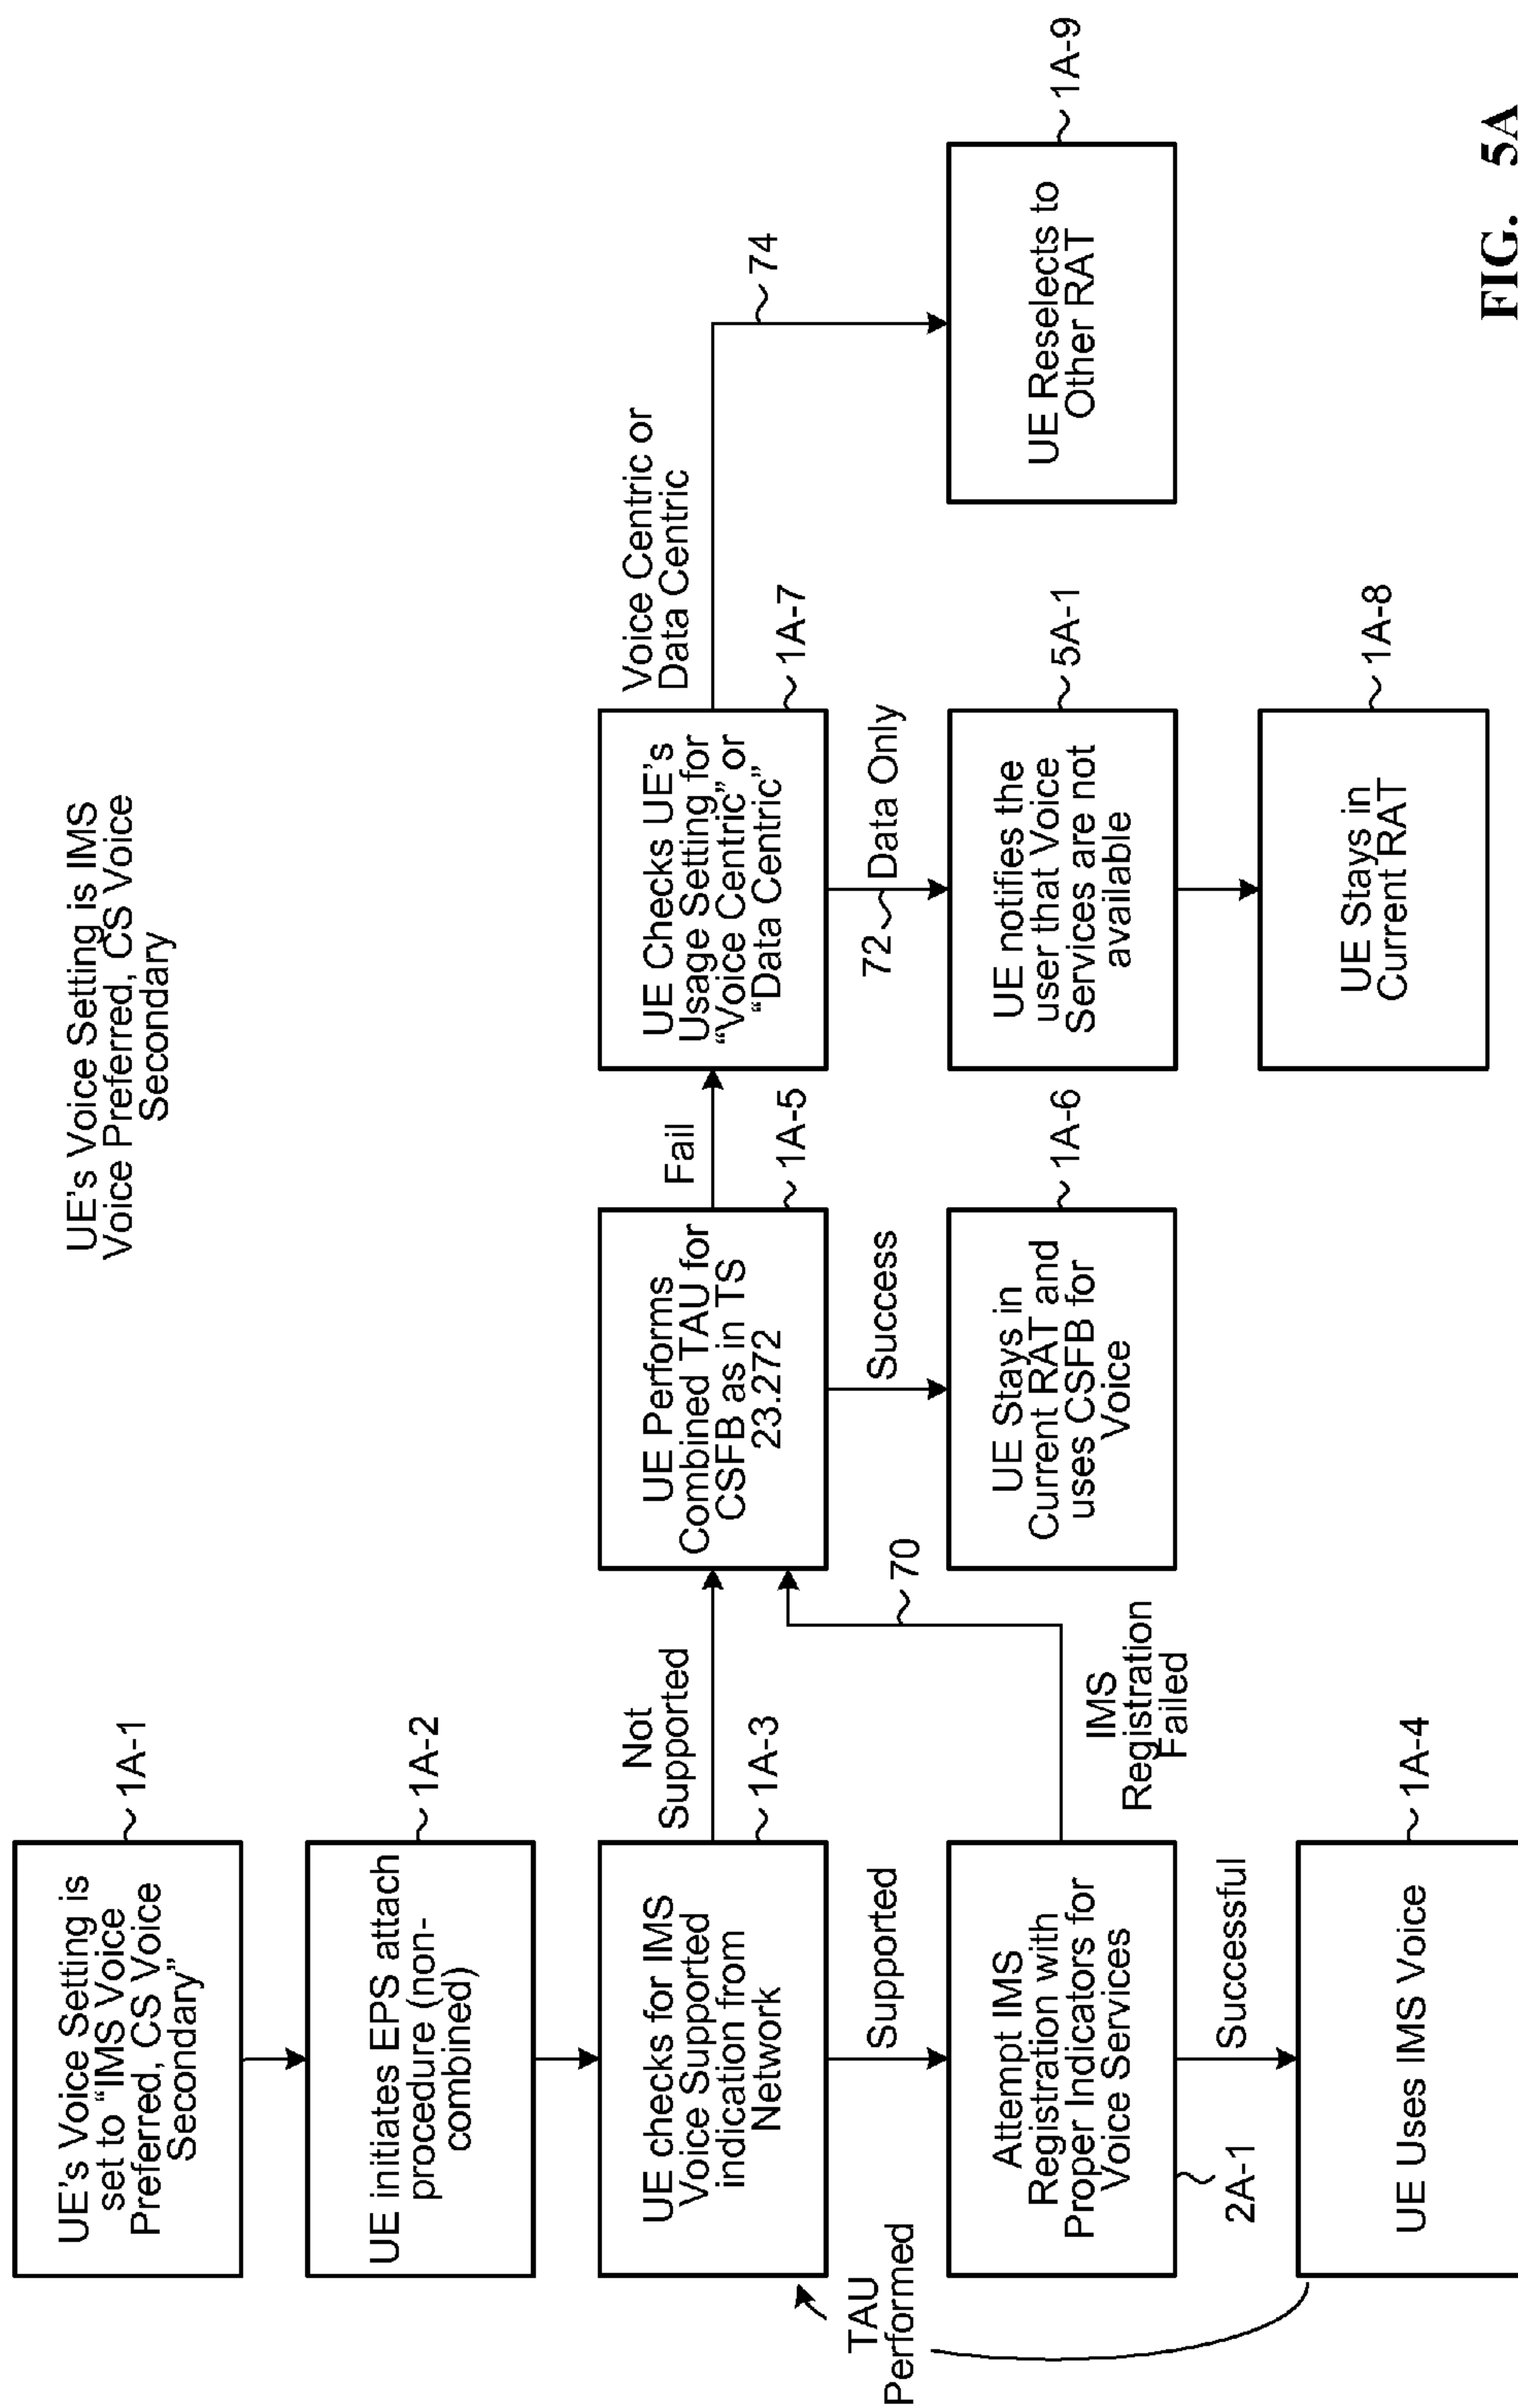 UE's Voice Setting is IMS
Voice Preferred, CS Voice
Secondary
UE's Voice Setting is
set to “IMS Voice
Preferred, CS Voice
Secondary”
1A-1
UE initiates EPS attach
procedure (non-
combined)
1A-2
UE checks for IMS
Voice Supported
indication from
Network
1A-3
Not
Supported
Supported
Attempt IMS
Registration with
Proper Indicators for
Voice Services
2A-1
IMS
Registration
Failed
70
Successful
UE Uses IMS Voice
1A-4
TAU
Performed
UE Performs
Combined TAU for
CSFB as in TS
23.272
1A-5
Fail
Success
UE Stays in
Current RAT and
uses CSFB for
Voice
1A-6
UE Checks UE's
Usage Setting for
“Voice Centric” or
“Data Centric”
1A-7
Voice Centric or
Data Centric
74
72
Data Only
UE notifies the
user that Voice
Services are not
available
5A-1
UE Stays in
Current RAT
1A-8
UE Reselects to
Other RAT
1A-9
FIG. 5A